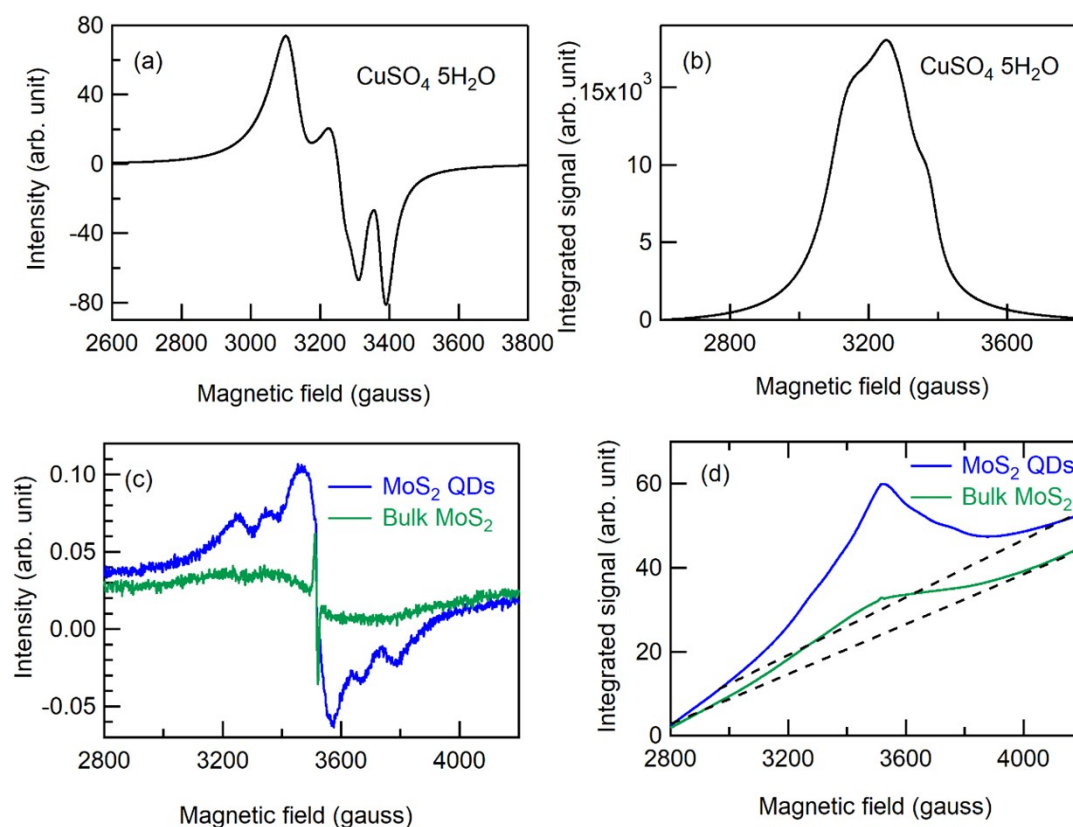 (a)
CuSO₄ 5H₂O
Intensity (arb. unit)
80
40
0
-40
-80
2600 2800 3000 3200 3400 3600 3800
Magnetic field (gauss)
(b)
CuSO₄ 5H₂O
Integrated signal (arb. unit)
15x10³
10
5
0
2800 3200 3600
Magnetic field (gauss)
(c)
MoS₂ QDs
Bulk MoS₂
Intensity (arb. unit)
0.10
0.05
0.00
-0.05
2800 3200 3600 4000
Magnetic field (gauss)
(d)
MoS₂ QDs
Bulk MoS₂
Integrated signal (arb. unit)
60
40
20
0
2800 3200 3600 4000
Magnetic field (gauss)